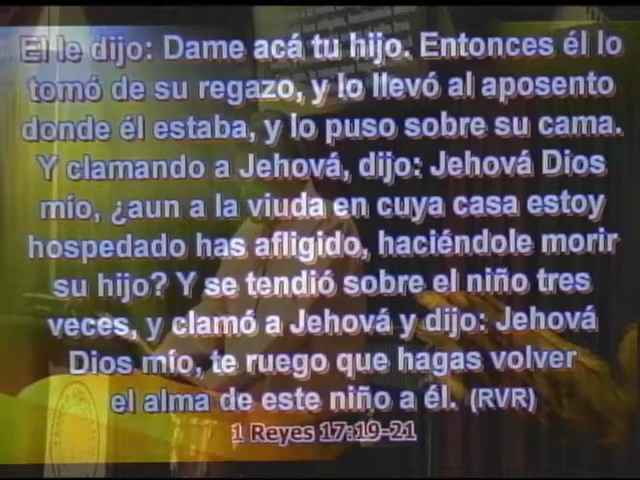 El le dijo: Dame acá tu hijo. Entonces él lo
tomó de su regazo, y lo llevó al aposento
donde él estaba, y lo puso sobre su cama.
Y clamando a Jehová, dijo: Jehová Dios
mío, ¿aun a la viuda en cuya casa estoy
hospedado has afligido, haciéndole morir
su hijo? Y se tendió sobre el niño tres
veces, y clamó a Jehová y dijo: Jehová
Dios mío, te ruego que hagas volver
el alma de este niño a él. (RVR)
1 Reyes 17:19-21